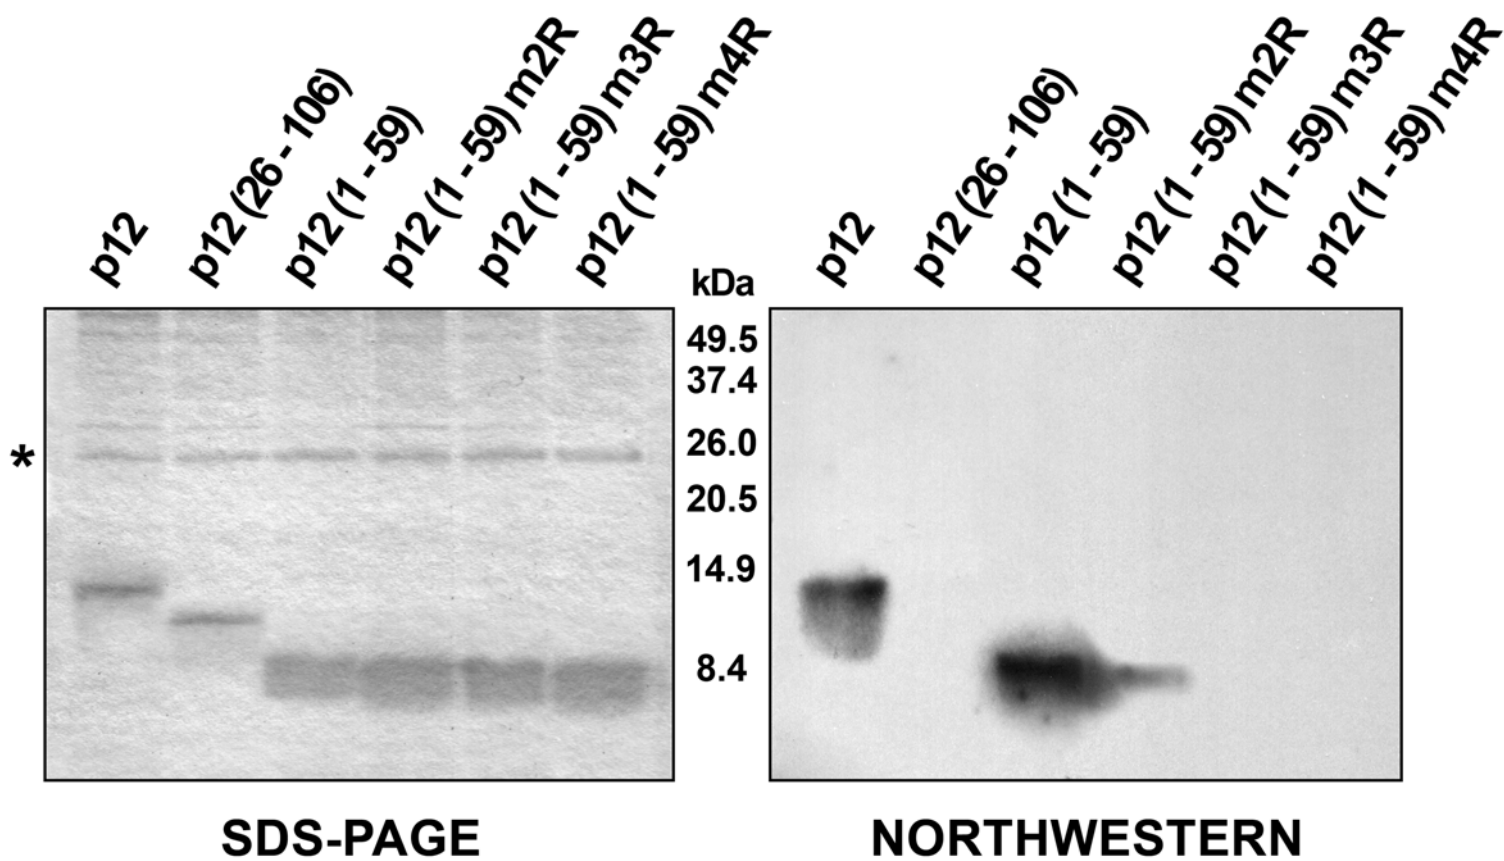 p12
p12 (26 - 106)
p12 (1 - 59)
p12 (1 - 59) m2R
p12 (1 - 59) m3R
p12 (1 - 59) m4R
p12
p12 (26 - 106)
p12 (1 - 59)
p12 (1 - 59) m2R
p12 (1 - 59) m3R
p12 (1 - 59) m4R
kDa
49.5
37.4
26.0
*
20.5
14.9
8.4
SDS-PAGE
NORTHWESTERN